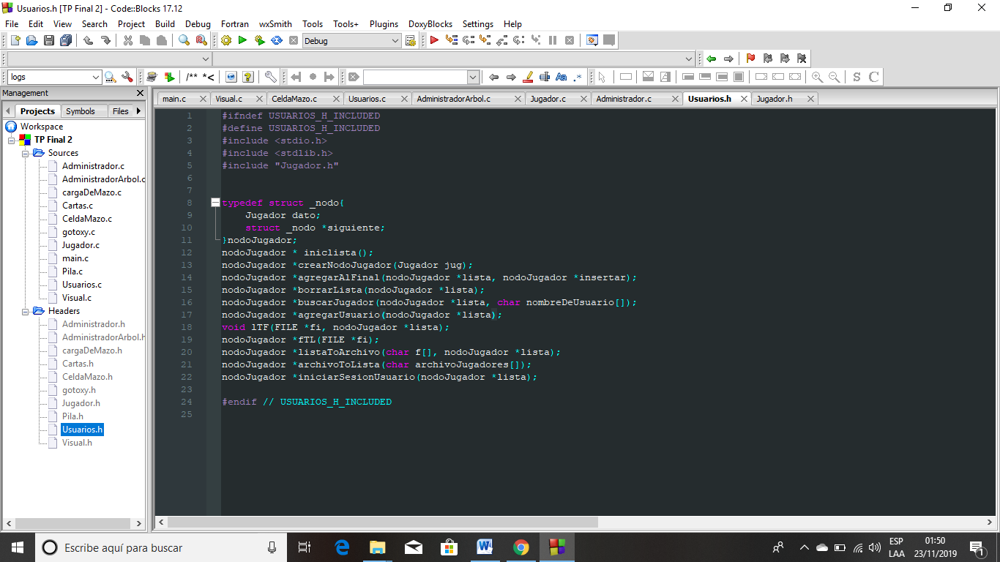 Usuarios.h [TP Final 2] - Code::Blocks 17.12
File Edit View Search Project Build Debug Fortran wxSmith Tools Tools+ Plugins DoxyBlocks Settings Help
Debug
logs
/** *<
Aa .*
S C
Management
Projects Symbols Files
main.c Visual.c CeldaMazo.c Usuarios.c AdministradorArbol.c Jugador.c Administrador.c Usuarios.h Jugador.h
Workspace
TP Final 2
Sources
Administrador.c
AdministradorArbol.c
cargaDeMazo.c
Cartas.c
CeldaMazo.c
gotoxy.c
Jugador.c
main.c
Pila.c
Usuarios.c
Visual.c
Headers
Administrador.h
AdministradorArbol.h
cargaDeMazo.h
Cartas.h
CeldaMazo.h
gotoxy.h
Jugador.h
Pila.h
Usuarios.h
Visual.h
1 #ifndef USUARIOS_H_INCLUDED
2 #define USUARIOS_H_INCLUDED
3 #include <stdio.h>
4 #include <stdlib.h>
5 #include "Jugador.h"
6
7
8 typedef struct _nodo{
9 Jugador dato;
10 struct _nodo *siguiente;
11 }nodoJugador;
12 nodoJugador * iniclista();
13 nodoJugador *crearNodoJugador(Jugador jug);
14 nodoJugador *agregarAlFinal(nodoJugador *lista, nodoJugador *insertar);
15 nodoJugador *borrarLista(nodoJugador *lista);
16 nodoJugador *buscarJugador(nodoJugador *lista, char nombreDeUsuario[]);
17 nodoJugador *agregarUsuario(nodoJugador *lista);
18 void lTF(FILE *fi, nodoJugador *lista);
19 nodoJugador *fTL(FILE *fi);
20 nodoJugador *listaToArchivo(char f[], nodoJugador *lista);
21 nodoJugador *archivoToLista(char archivoJugadores[]);
22 nodoJugador *iniciarSesionUsuario(nodoJugador *lista);
23
24 #endif // USUARIOS_H_INCLUDED
25
Escribe aquí para buscar
ESP
LAA
01:50
23/11/2019
1